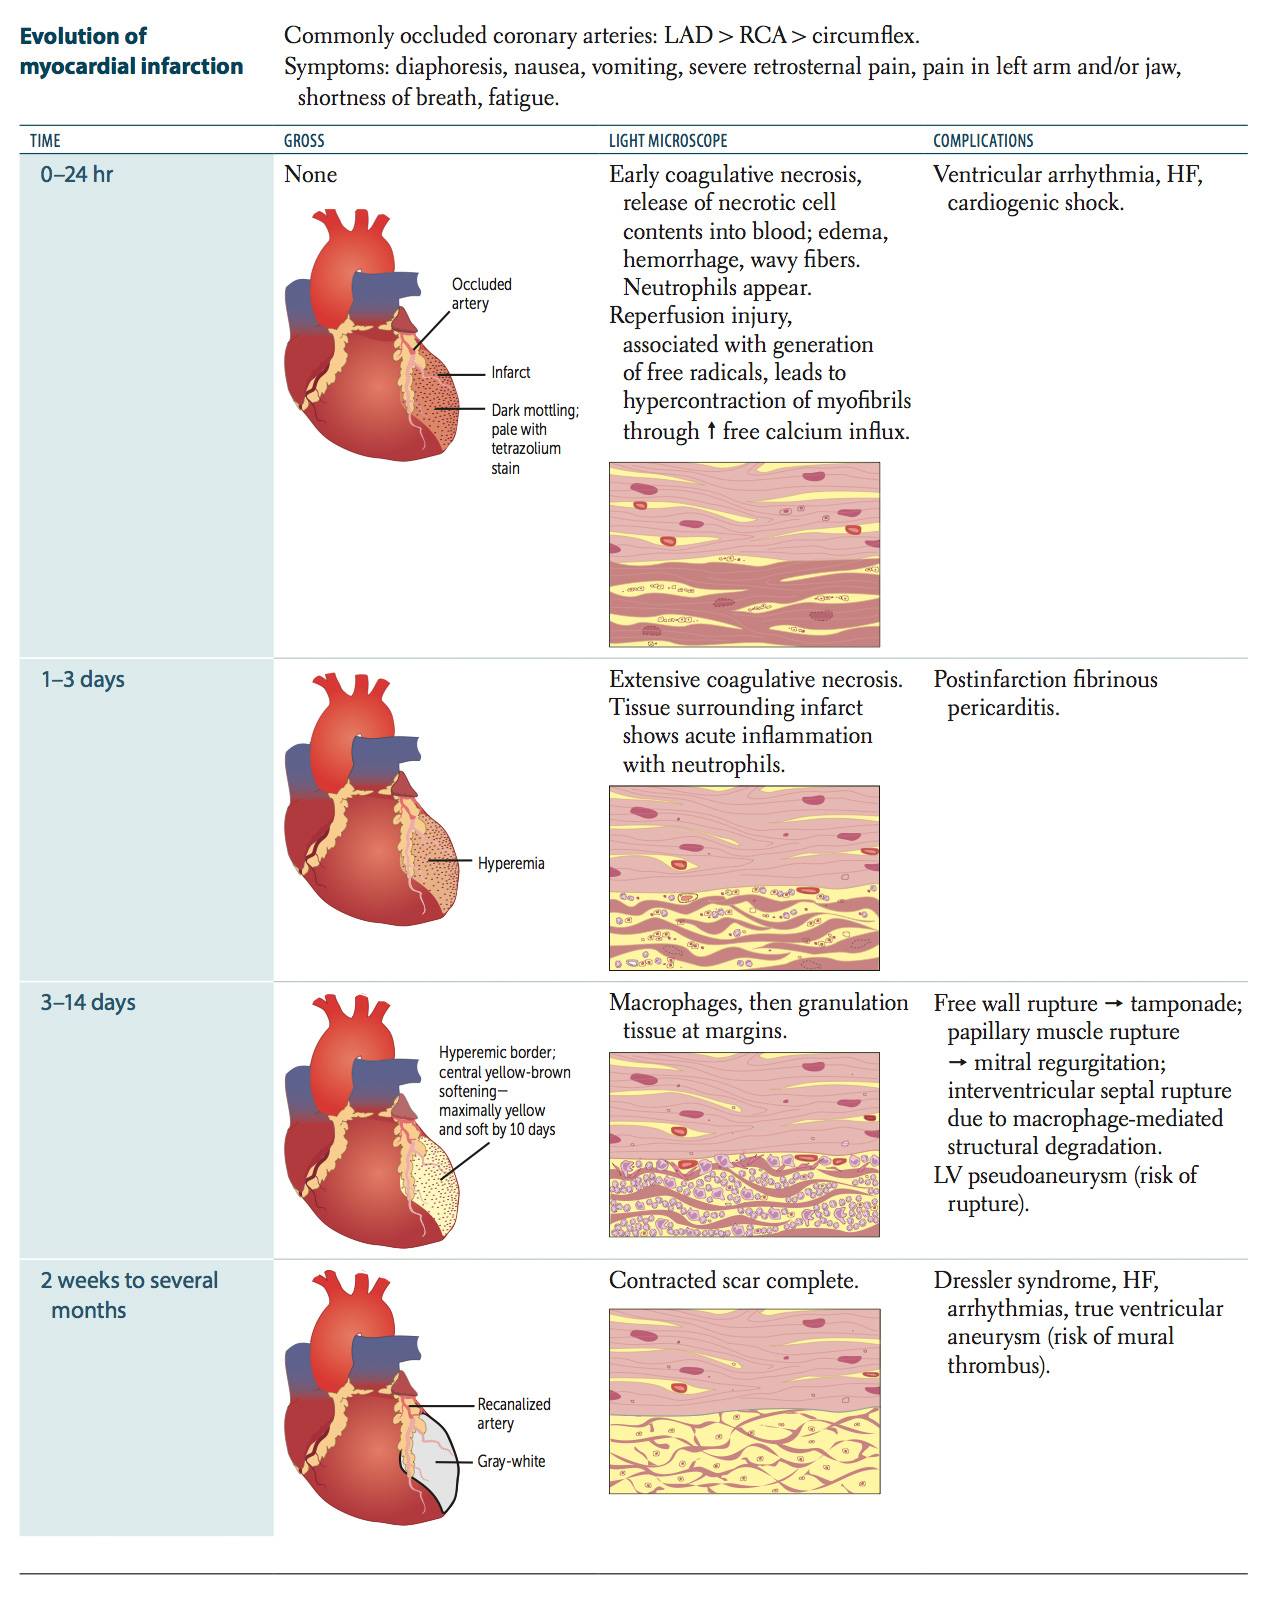 Evolution of
myocardial infarction
Commonly occluded coronary arteries: LAD > RCA > circumflex.
Symptoms: diaphoresis, nausea, vomiting, severe retrosternal pain, pain in left arm and/or jaw,
shortness of breath, fatigue.
TIME
GROSS
LIGHT MICROSCOPE
COMPLICATIONS
0–24 hr
None
Occluded
artery
Infarct
Dark mottling;
pale with
tetrazolium
stain
Early coagulative necrosis,
release of necrotic cell
contents into blood; edema,
hemorrhage, wavy fibers.
Neutrophils appear.
Reperfusion injury,
associated with generation
of free radicals, leads to
hypercontraction of myofibrils
through ↑ free calcium influx.
Ventricular arrhythmia, HF,
cardiogenic shock.
1–3 days
Hyperemia
Extensive coagulative necrosis.
Tissue surrounding infarct
shows acute inflammation
with neutrophils.
Postinfarction fibrinous
pericarditis.
3–14 days
Hyperemic border;
central yellow-brown
softening—
maximally yellow
and soft by 10 days
Macrophages, then granulation
tissue at margins.
Free wall rupture → tamponade;
papillary muscle rupture
→ mitral regurgitation;
interventricular septal rupture
due to macrophage-mediated
structural degradation.
LV pseudoaneurysm (risk of
rupture).
2 weeks to several
months
Recanalized
artery
Gray-white
Contracted scar complete.
Dressler syndrome, HF,
arrhythmias, true ventricular
aneurysm (risk of mural
thrombus).